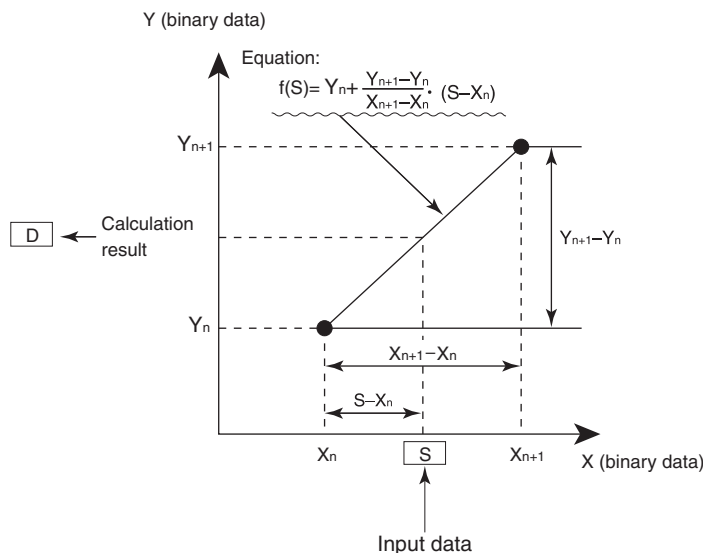 Y (binary data)
Equation:
f(S)= Yn+ Yn+1–Yn / Xn+1–Xn · (S–Xn)
Yn+1
D
Calculation
result
Yn+1–Yn
Yn
Xn+1–Xn
S–Xn
Xn
S
Xn+1
X (binary data)
Input data